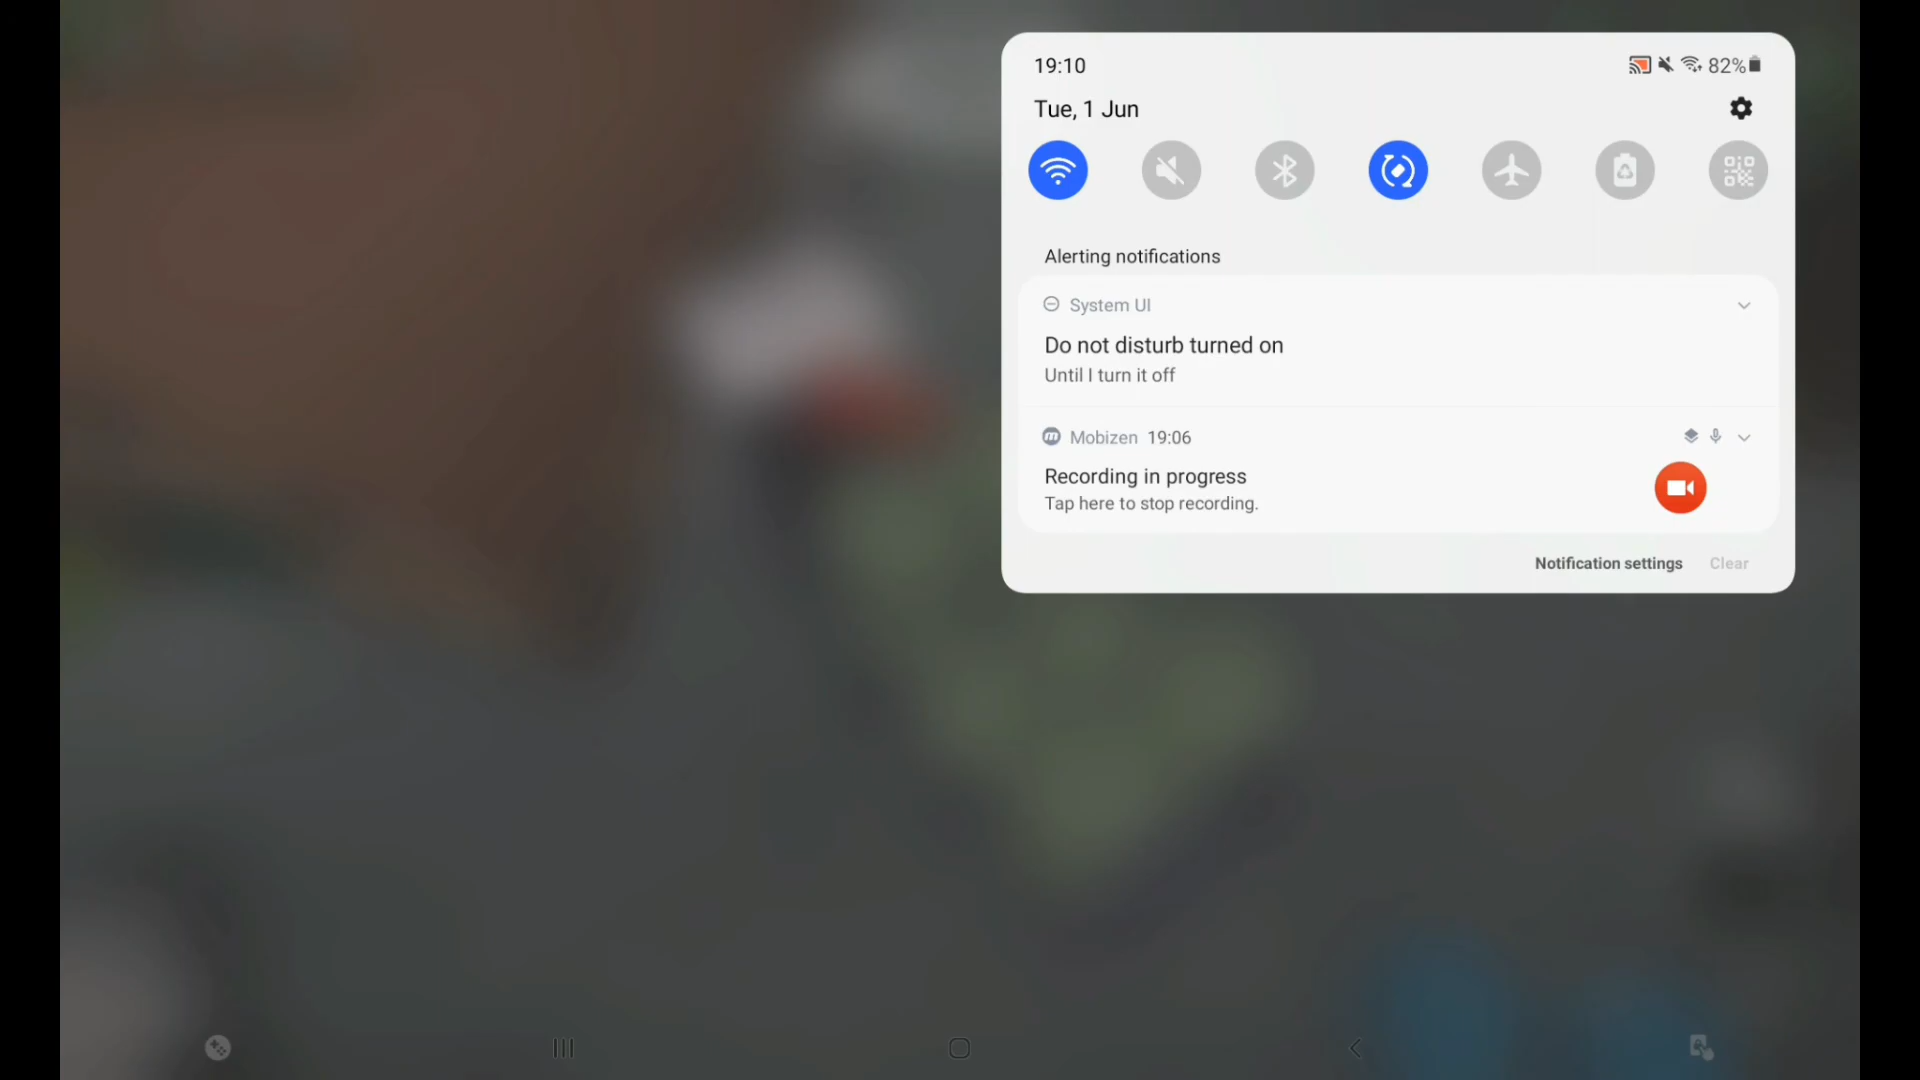 19:10
82%
Tue, 1 Jun
Alerting notifications
System UI
Do not disturb turned on
Until I turn it off
Mobizen 19:06
Recording in progress
Tap here to stop recording.
Notification settings Clear